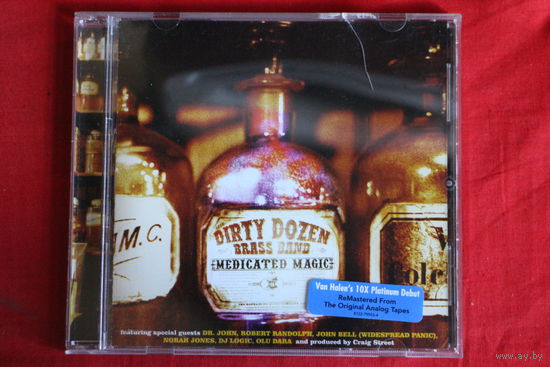 M.C.
DIRTY DOZEN
BRASS BAND
MEDICATED MAGIC
Van Halen's 10X Platinum Debut
ReMastered From
The Original Analog Tapes
featuring special guests DR. JOHN, ROBERT RANDOLPH, JOHN BELL (WIDESPREAD PANIC),
NORAH JONES, DJ LOGIC, OLU DARA and produced by Craig Street
www.ay.by